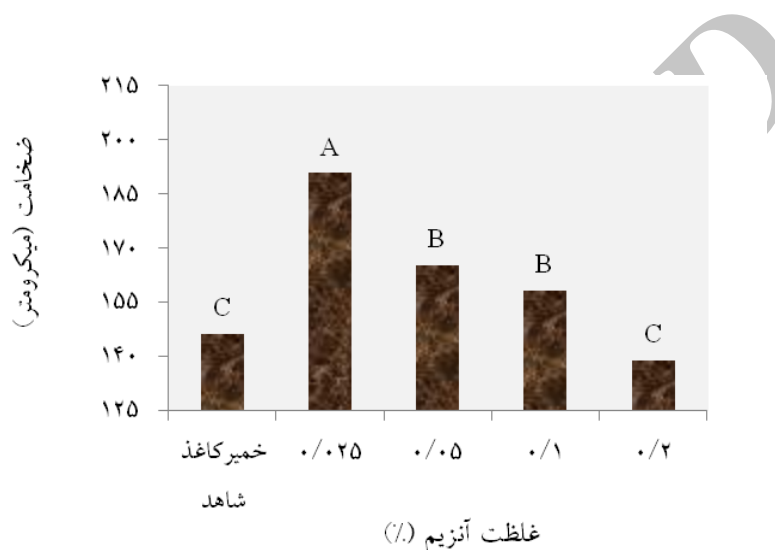 ۲۱۵
۲۰۰
۱۸۵
۱۷۰
۱۵۵
۱۴۰
۱۲۵
ضخامت (میکرومتر)
C
A
B
B
C
خمیرکاغذ
شاهد
۰/۰۲۵
۰/۰۵
۰/۱
۰/۲
غلظت آنزیم (٪)